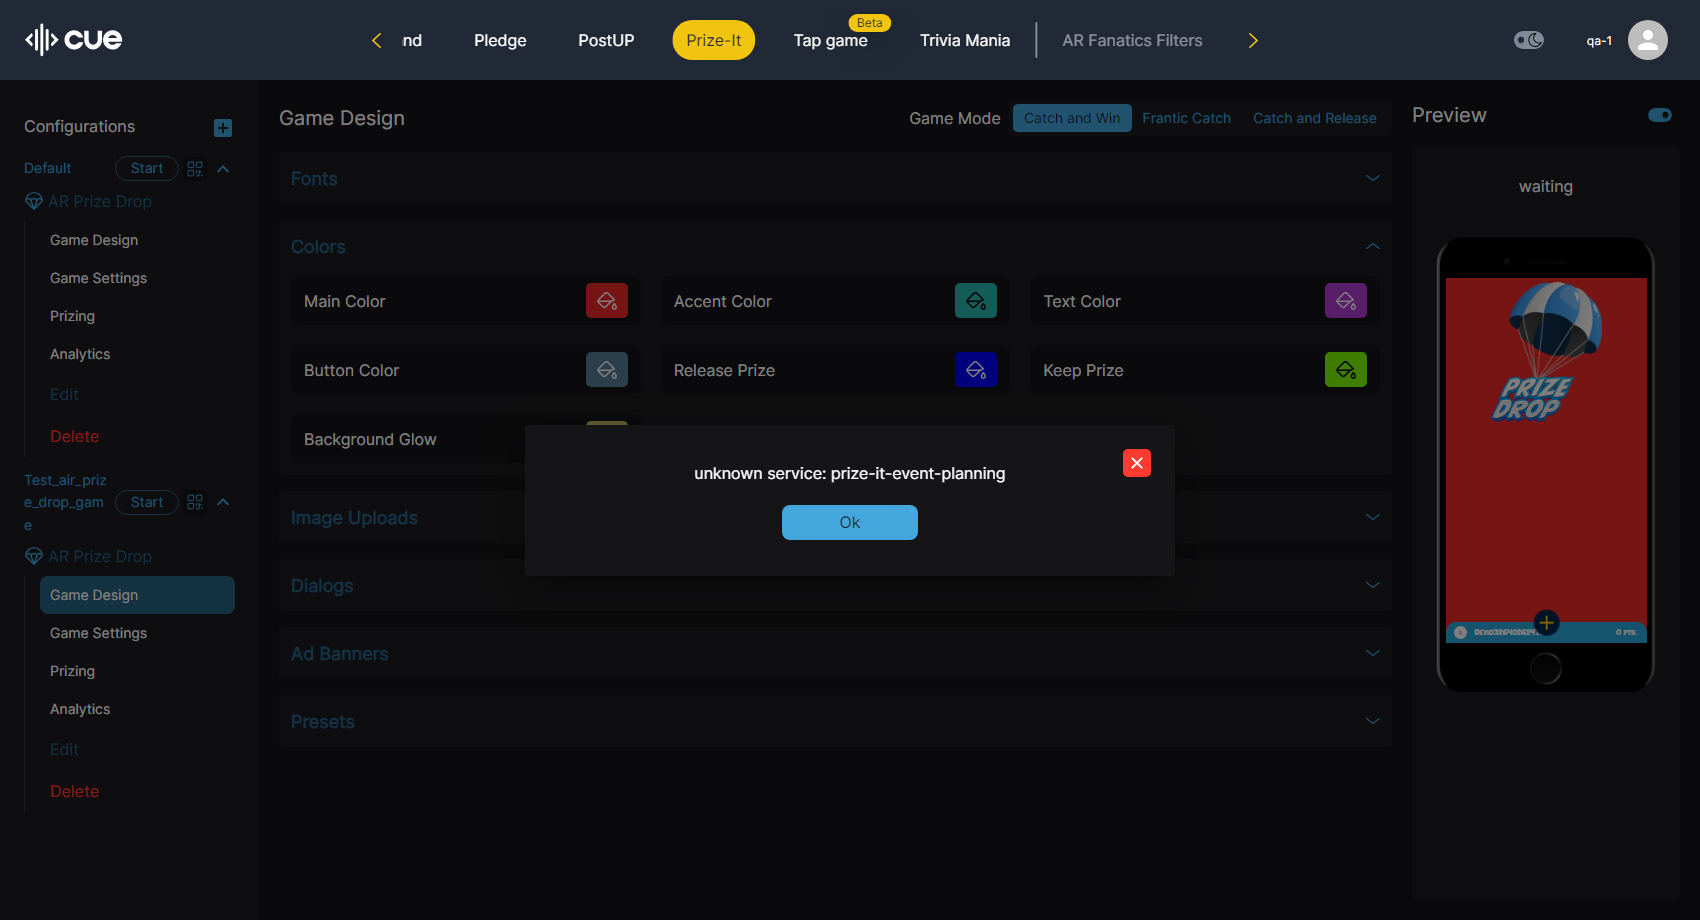 cue
nd
Pledge
PostUP
Prize-It
Beta
Tap game
Trivia Mania
AR Fanatics Filters
qa-1
Configurations
Default
Start
AR Prize Drop
Game Design
Game Settings
Prizing
Analytics
Edit
Delete
Test_air_priz
e_drop_gam
e
Start
AR Prize Drop
Game Design
Game Settings
Prizing
Analytics
Edit
Delete
Game Design
Game Mode
Catch and Win
Frantic Catch
Catch and Release
Fonts
Colors
Main Color
Accent Color
Text Color
Button Color
Release Prize
Keep Prize
Background Glow
unknown service: prize-it-event-planning
Ok
Image Uploads
Dialogs
Ad Banners
Presets
Preview
waiting
PRIZE
DROP
0 PTS.